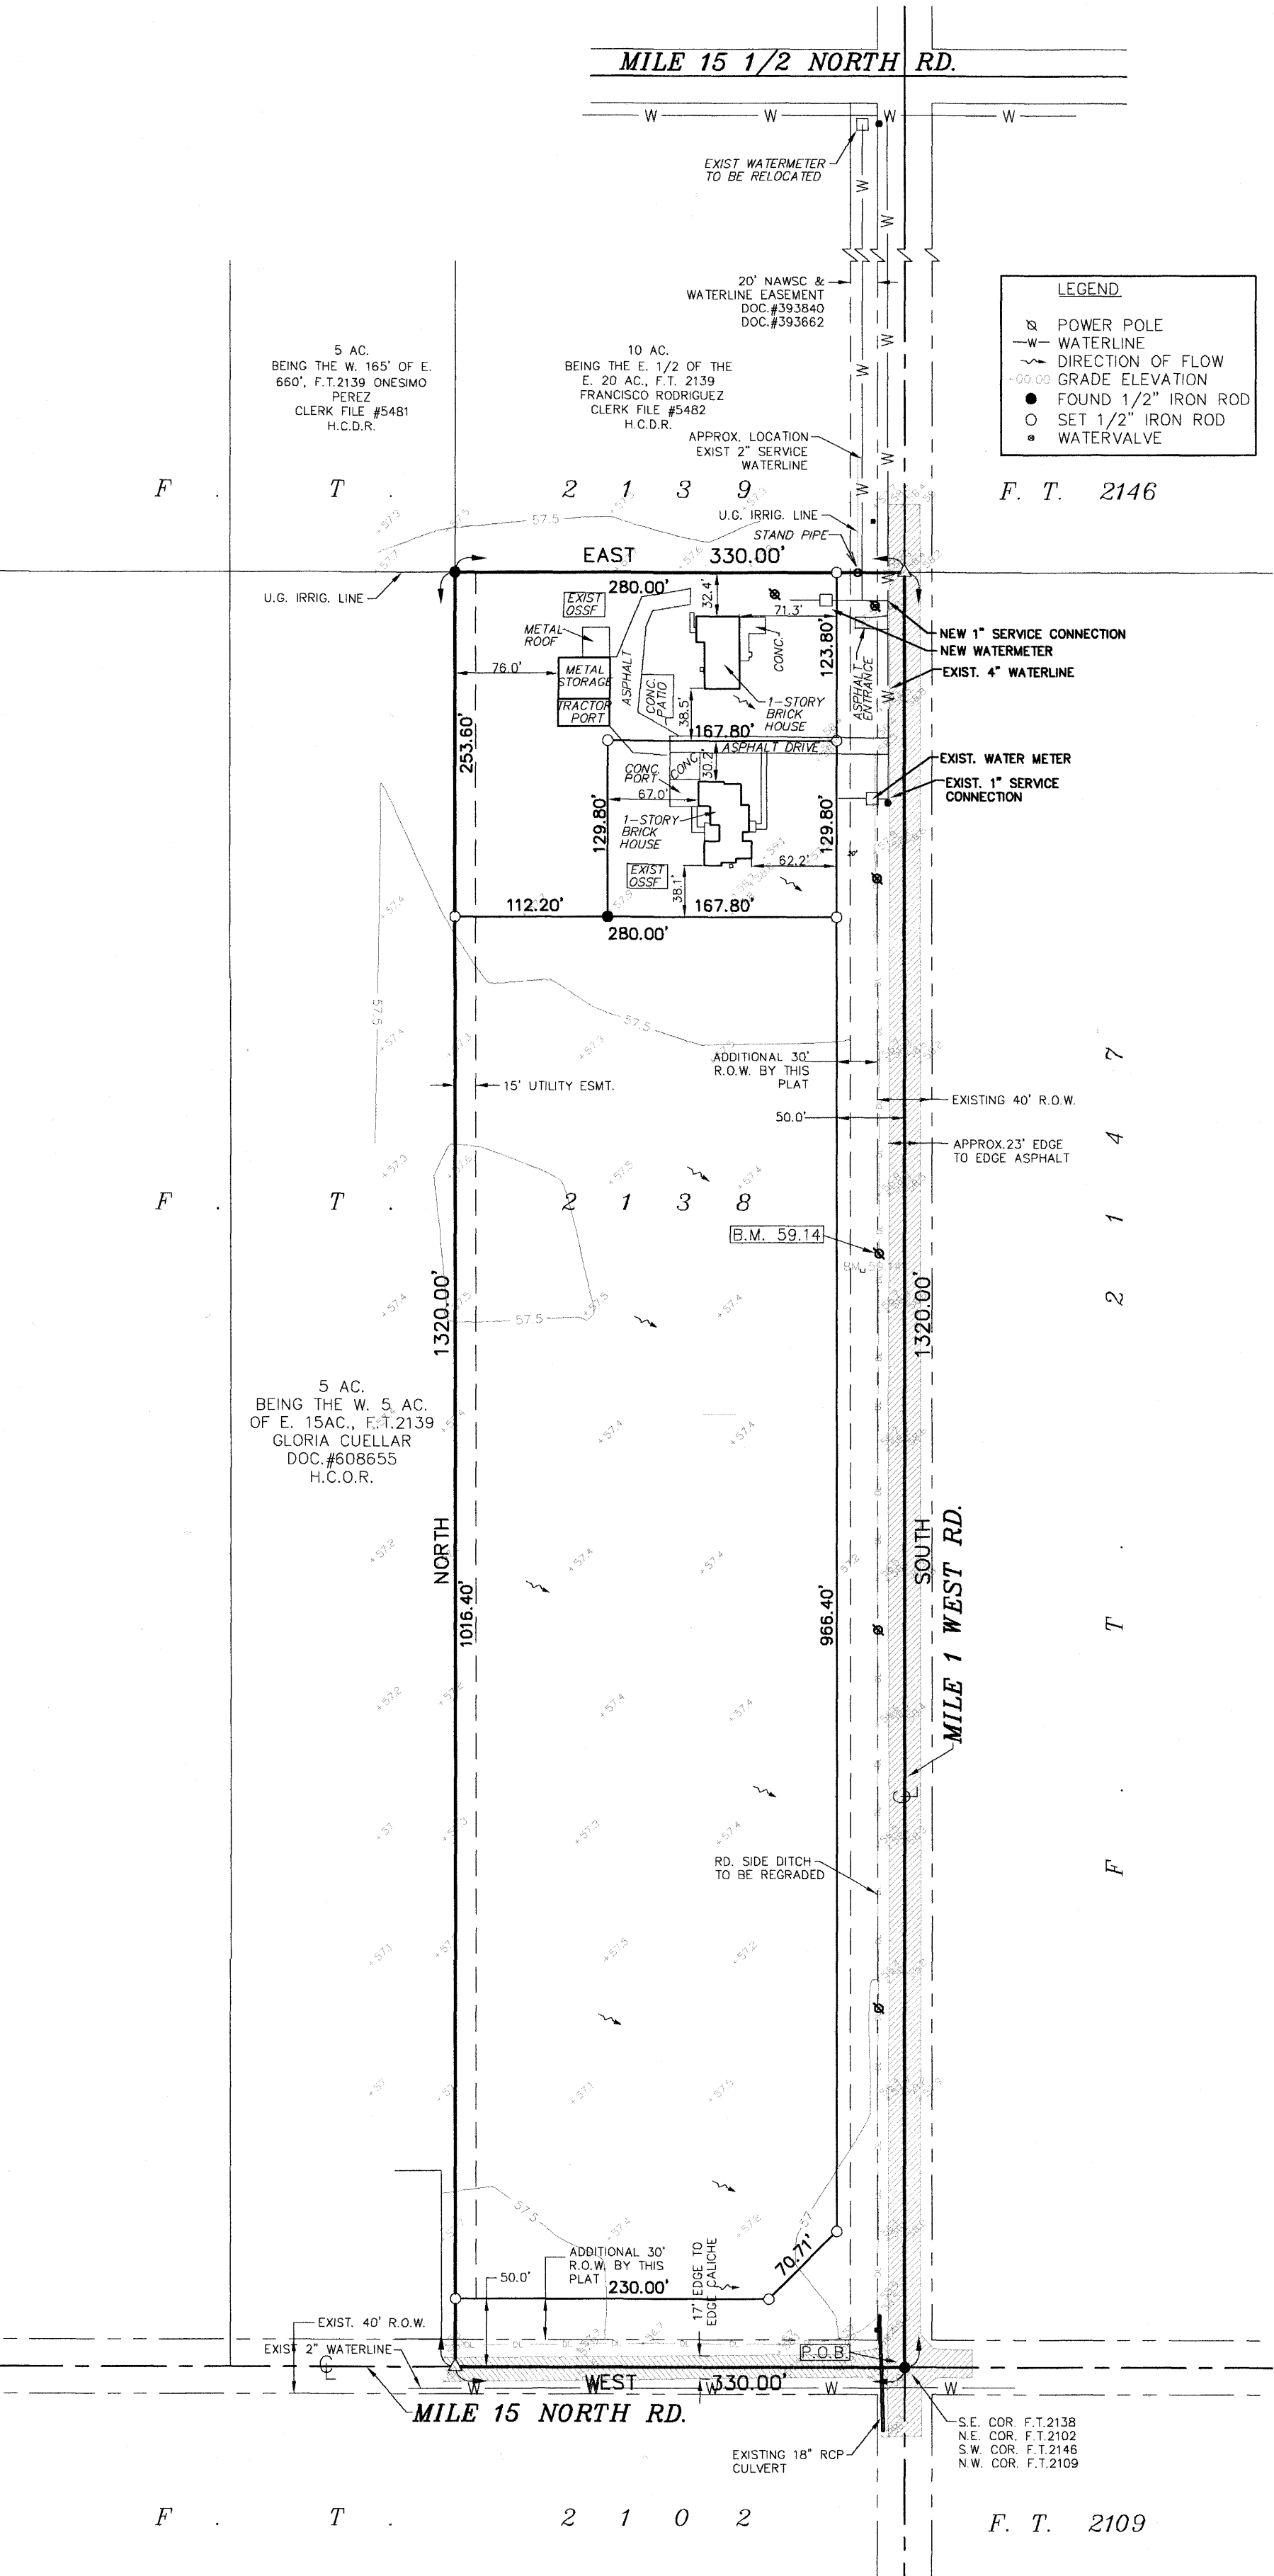 MILE 15 1/2 NORTH RD.
W W W W
EXIST WATERMETER
TO BE RELOCATED
W
W
20' NAWSC &
WATERLINE EASEMENT
DOC.#393840
DOC.#393662
LEGEND
POWER POLE
-W- WATERLINE
DIRECTION OF FLOW
+00.00 GRADE ELEVATION
FOUND 1/2" IRON ROD
SET 1/2" IRON ROD
WATERVALVE
5 AC.
BEING THE W. 165' OF E.
660', F.T.2139 ONESIMO
PEREZ
CLERK FILE #5481
H.C.D.R.
10 AC.
BEING THE E. 1/2 OF THE
E. 20 AC., F.T. 2139
FRANCISCO RODRIGUEZ
CLERK FILE #5482
H.C.D.R.
APPROX. LOCATION
EXIST 2" SERVICE
WATERLINE
F . T . 2 1 3 9
F. T. 2146
57.5
U.G. IRRIG. LINE
STAND PIPE
EAST 330.00'
U.G. IRRIG. LINE
280.00'
EXIST
OSSF
32.4'
71.3'
METAL
ROOF
76.0'
METAL
STORAGE
TRACTOR
PORT
ASPHALT
CONC.
PATIO
CONC.
123.80'
ASPHALT
ENTRANCE
NEW 1" SERVICE CONNECTION
NEW WATERMETER
EXIST. 4" WATERLINE
1-STORY
BRICK
HOUSE
38.5'
253.60'
167.80'
ASPHALT DRIVE
CONC.
PORT
CONC.
30.2'
67.0'
1-STORY
BRICK
HOUSE
129.80'
129.80'
EXIST. WATER METER
EXIST. 1" SERVICE
CONNECTION
EXIST
OSSF
62.2'
38.1'
112.20'
167.80'
280.00'
57.5
57.5
ADDITIONAL 30'
R.O.W. BY THIS
PLAT
15' UTILITY ESMT.
EXISTING 40' R.O.W.
50.0'
APPROX.23' EDGE
TO EDGE ASPHALT
F . T . 2 1 3 8
F . T . 2 1 4 7
B.M. 59.14
1320.00'
1320.00'
57.5
5 AC.
BEING THE W. 5 AC.
OF E. 15AC., F.T.2139
GLORIA CUELLAR
DOC.#608655
H.C.O.R.
NORTH
SOUTH
1016.40'
966.40'
MILE 1 WEST RD.
RD. SIDE DITCH
TO BE REGRADED
57.5
57
70.71'
ADDITIONAL 30'
R.O.W. BY THIS
PLAT
50.0'
230.00'
17' EDGE TO
EDGE CALICHE
EXIST. 40' R.O.W.
EXIST 2" WATERLINE
P.O.B.
WEST 330.00'
W W W W W
MILE 15 NORTH RD.
S.E. COR. F.T.2138
N.E. COR. F.T.2102
S.W. COR. F.T.2146
N.W. COR. F.T.2109
EXISTING 18" RCP
CULVERT
F . T . 2 1 0 2
F. T. 2109